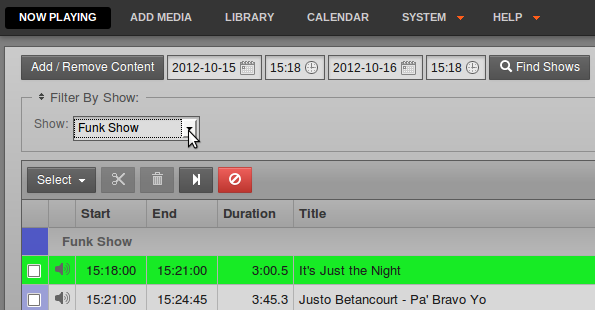 NOW PLAYING ADD MEDIA LIBRARY CALENDAR SYSTEM HELP
Add / Remove Content 2012-10-15 15:18 2012-10-16 15:18 Find Shows
Filter By Show:
Show: Funk Show
Select
Start End Duration Title
Funk Show
15:18:00 15:21:00 3:00.5 It's Just the Night
15:21:00 15:24:45 3:45.3 Justo Betancourt - Pa' Bravo Yo